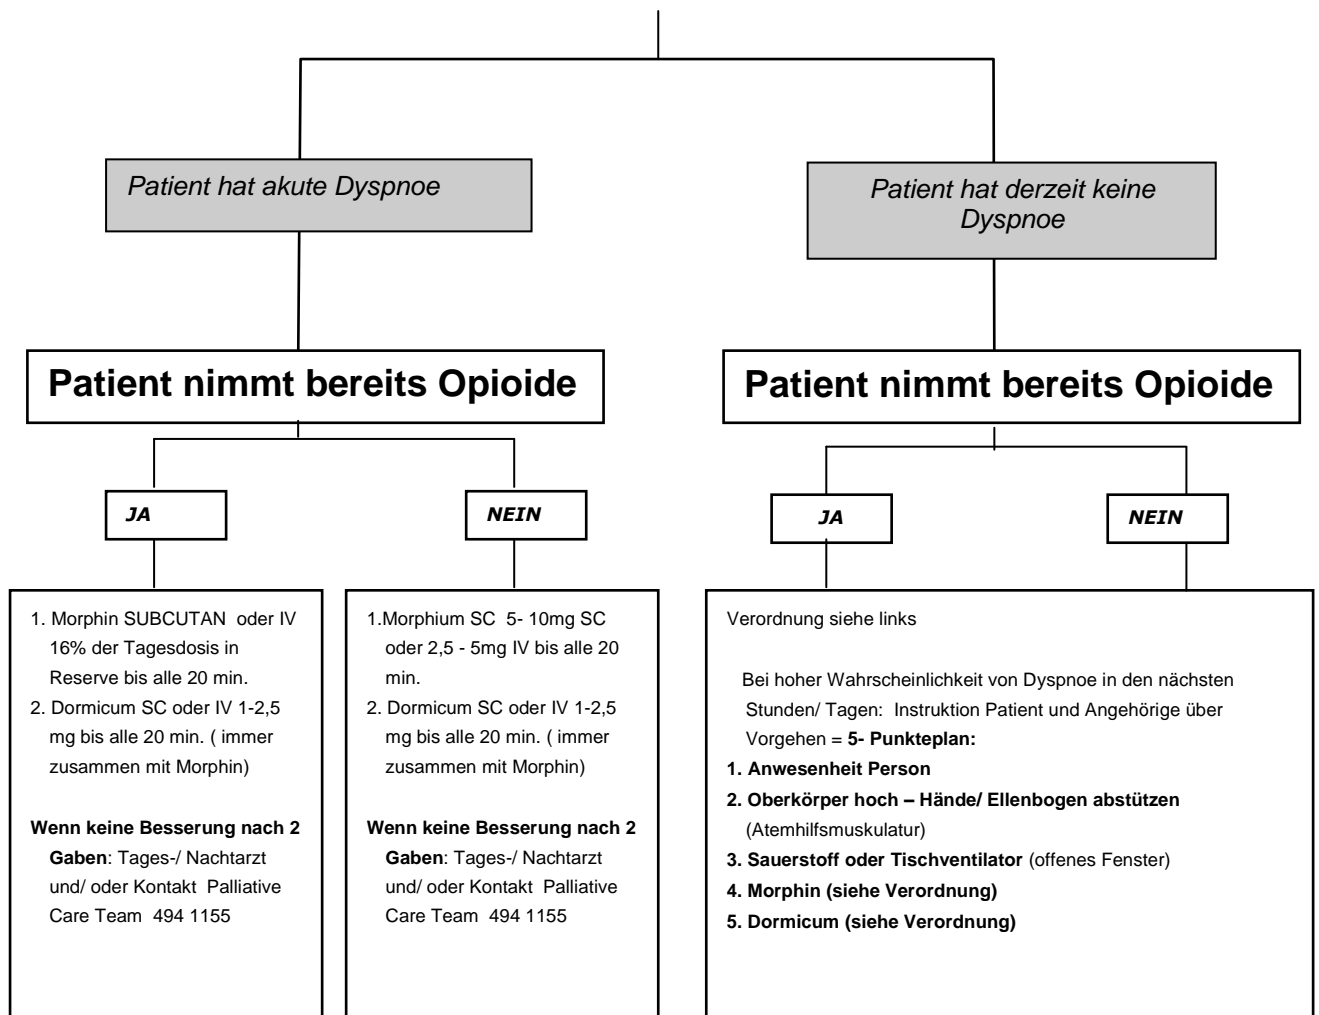 Patient hat akute Dyspnoe
Patient hat derzeit keine
Dyspnoe
Patient nimmt bereits Opioide
Patient nimmt bereits Opioide
JA
NEIN
JA
NEIN
1. Morphin SUBCUTAN oder IV
16% der Tagesdosis in
Reserve bis alle 20 min.
2. Dormicum SC oder IV 1-2,5
mg bis alle 20 min. ( immer
zusammen mit Morphin)
Wenn keine Besserung nach 2
Gaben: Tages-/ Nachtarzt
und/ oder Kontakt Palliative
Care Team 494 1155
1.Morphium SC 5- 10mg SC
oder 2,5 - 5mg IV bis alle 20
min.
2. Dormicum SC oder IV 1-2,5
mg bis alle 20 min. ( immer
zusammen mit Morphin)
Wenn keine Besserung nach 2
Gaben: Tages-/ Nachtarzt
und/ oder Kontakt Palliative
Care Team 494 1155
Verordnung siehe links
Bei hoher Wahrscheinlichkeit von Dyspnoe in den nächsten
Stunden/ Tagen: Instruktion Patient und Angehörige über
Vorgehen = 5- Punkteplan:
1. Anwesenheit Person
2. Oberkörper hoch – Hände/ Ellenbogen abstützen
(Atemhilfsmuskulatur)
3. Sauerstoff oder Tischventilator (offenes Fenster)
4. Morphin (siehe Verordnung)
5. Dormicum (siehe Verordnung)